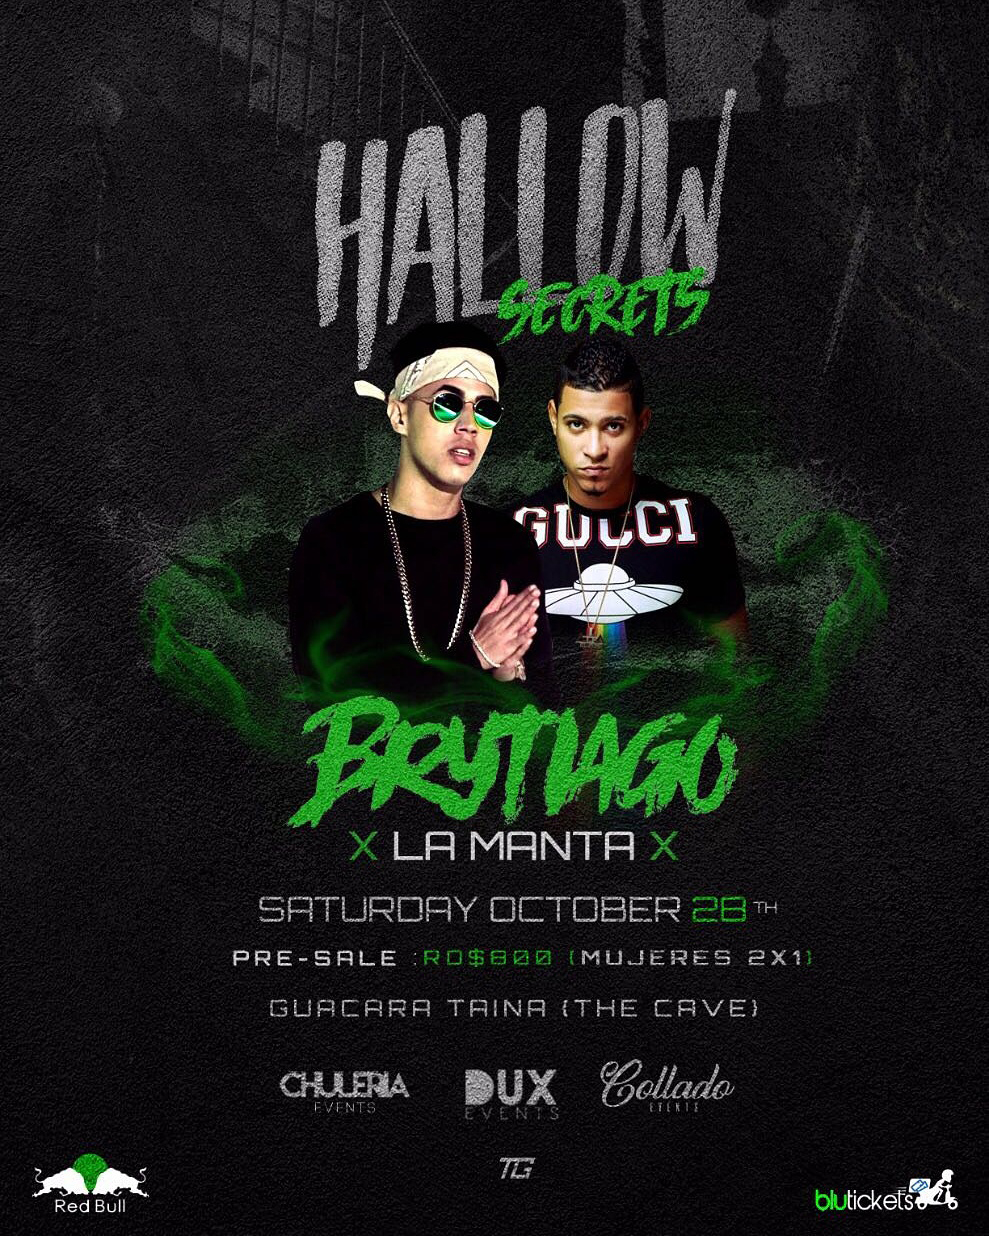 HALLOW
SECRETS
GUCCI
BRYTIAGO
X LA MANTA X
SATURDAY OCTOBER 28TH
PRE-SALE :RD$800 (MUJERES 2X1)
GUACARA TAINA (THE CAVE)
CHULERIA
EVENTS
DUX
EVENTS
Collado
EVENTS
TG
Red Bull
blutickets